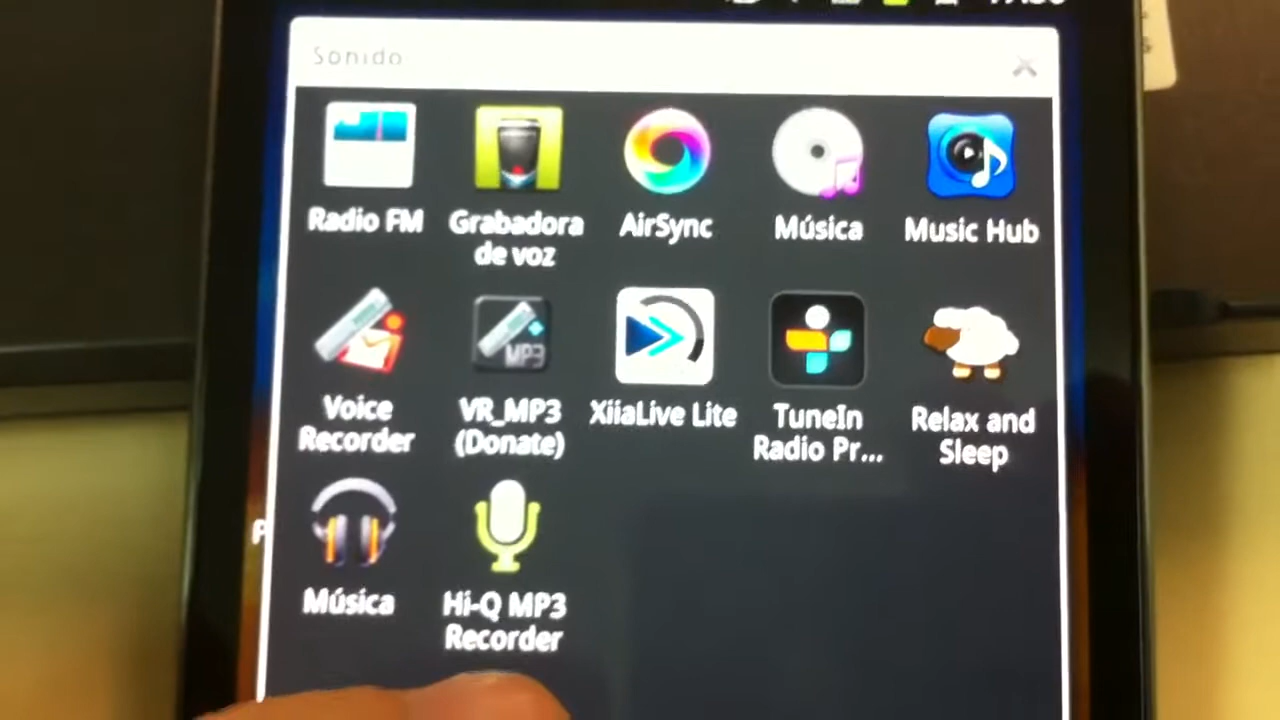 Sonido
Radio FM
Grabadora
de voz
AirSync
Música
Music Hub
Voice
Recorder
VR_MP3
(Donate)
MP3
XiiaLive Lite
TuneIn
Radio Pr...
Relax and
Sleep
Música
Hi-Q MP3
Recorder